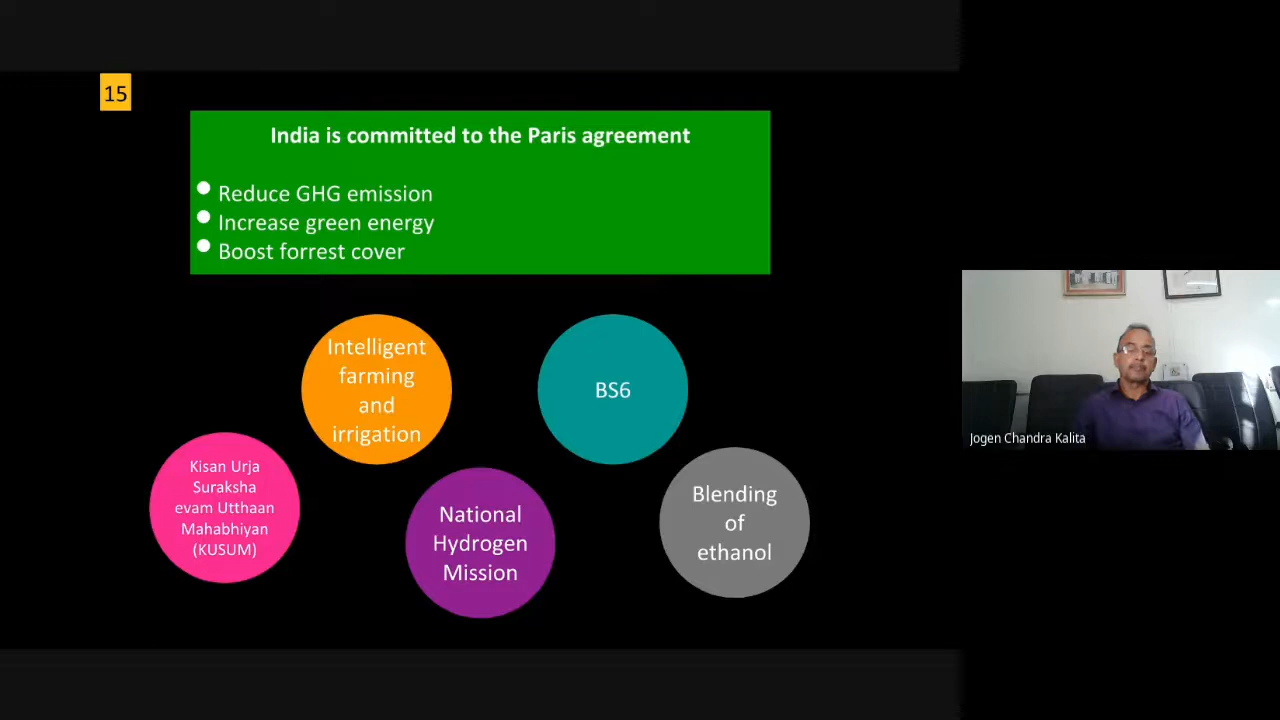 15
India is committed to the Paris agreement
Reduce GHG emission
Increase green energy
Boost forrest cover
Intelligent
farming
and
irrigation
BS6
Kisan Urja
Suraksha
evam Utthaan
Mahabhiyan
(KUSUM)
National
Hydrogen
Mission
Blending
of
ethanol
Jogen Chandra Kalita